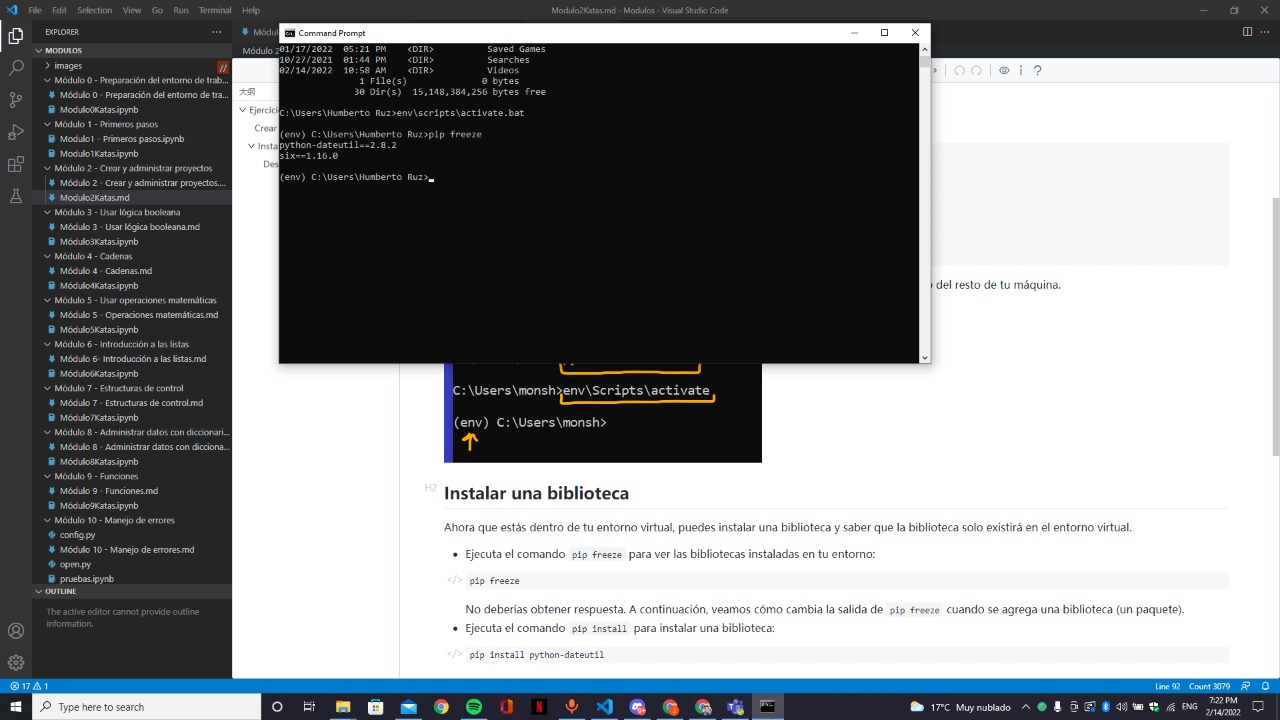 File Edit Selection View Go Run Terminal Help
Modulo2Katas.md - Modulos - Visual Studio Code
EXPLORER
MODULOS
images
Módulo 0 - Preparación del entorno de trab...
Módulo 0 - Preparación del entorno de tra...
Modulo0Katas.ipynb
Módulo 1 - Primeros pasos
Modulo1 - Primeros pasos.ipynb
Modulo1Katas.ipynb
Módulo 2 - Crear y administrar proyectos
Módulo 2 - Crear y administrar proyectos....
Modulo2Katas.md
Módulo 3 - Usar lógica booleana
Módulo 3 - Usar lógica booleana.md
Modulo3Katas.ipynb
Módulo 4 - Cadenas
Módulo 4 - Cadenas.md
Modulo4Katas.ipynb
Módulo 5 - Usar operaciones matemáticas
Módulo 5 - Operaciones matemáticas.md
Modulo5Katas.ipynb
Módulo 6 - Introducción a las listas
Módulo 6- Introducción a las listas.md
Modulo6Katas.ipynb
Módulo 7 - Estructuras de control
Módulo 7 - Estructuras de control.md
Modulo7Katas.ipynb
Módulo 8 - Administrar datos con diccionari...
Módulo 8 - Administrar datos con dicciona...
Modulo8Katas.ipynb
Módulo 9 - Funciones
Módulo 9 - Funciones.md
Modulo9Katas.ipynb
Módulo 10 - Manejo de errores
config.py
Módulo 10 - Manejo de errores.md
open.py
pruebas.ipynb
OUTLINE
The active editor cannot provide outline
information.
Módul
Módulo 2
大纲
Ejercici
Crear
Insta
Des
Command Prompt
01/17/2022 05:21 PM <DIR> Saved Games
10/27/2021 01:44 PM <DIR> Searches
02/14/2022 10:58 AM <DIR> Videos
1 File(s) 0 bytes
30 Dir(s) 15,148,384,256 bytes free
C:\Users\Humberto Ruz>env\scripts\activate.bat
(env) C:\Users\Humberto Ruz>pip freeze
python-dateutil==2.8.2
six==1.16.0
(env) C:\Users\Humberto Ruz>
del resto de tu máquina.
C:\Users\monsh>env\Scripts\activate
(env) C:\Users\monsh>
H2
Instalar una biblioteca
Ahora que estás dentro de tu entorno virtual, puedes instalar una biblioteca y saber que la biblioteca solo existirá en el entorno virtual.
• Ejecuta el comando pip freeze para ver las bibliotecas instaladas en tu entorno:
</> pip freeze
No deberías obtener respuesta. A continuación, veamos cómo cambia la salida de pip freeze cuando se agrega una biblioteca (un paquete).
• Ejecuta el comando pip install para instalar una biblioteca:
</> pip install python-dateutil
17 1
Line 92 Count 3079
Type here to search
17°C Muy nublado
ENG
7:22 PM
2/14/2022